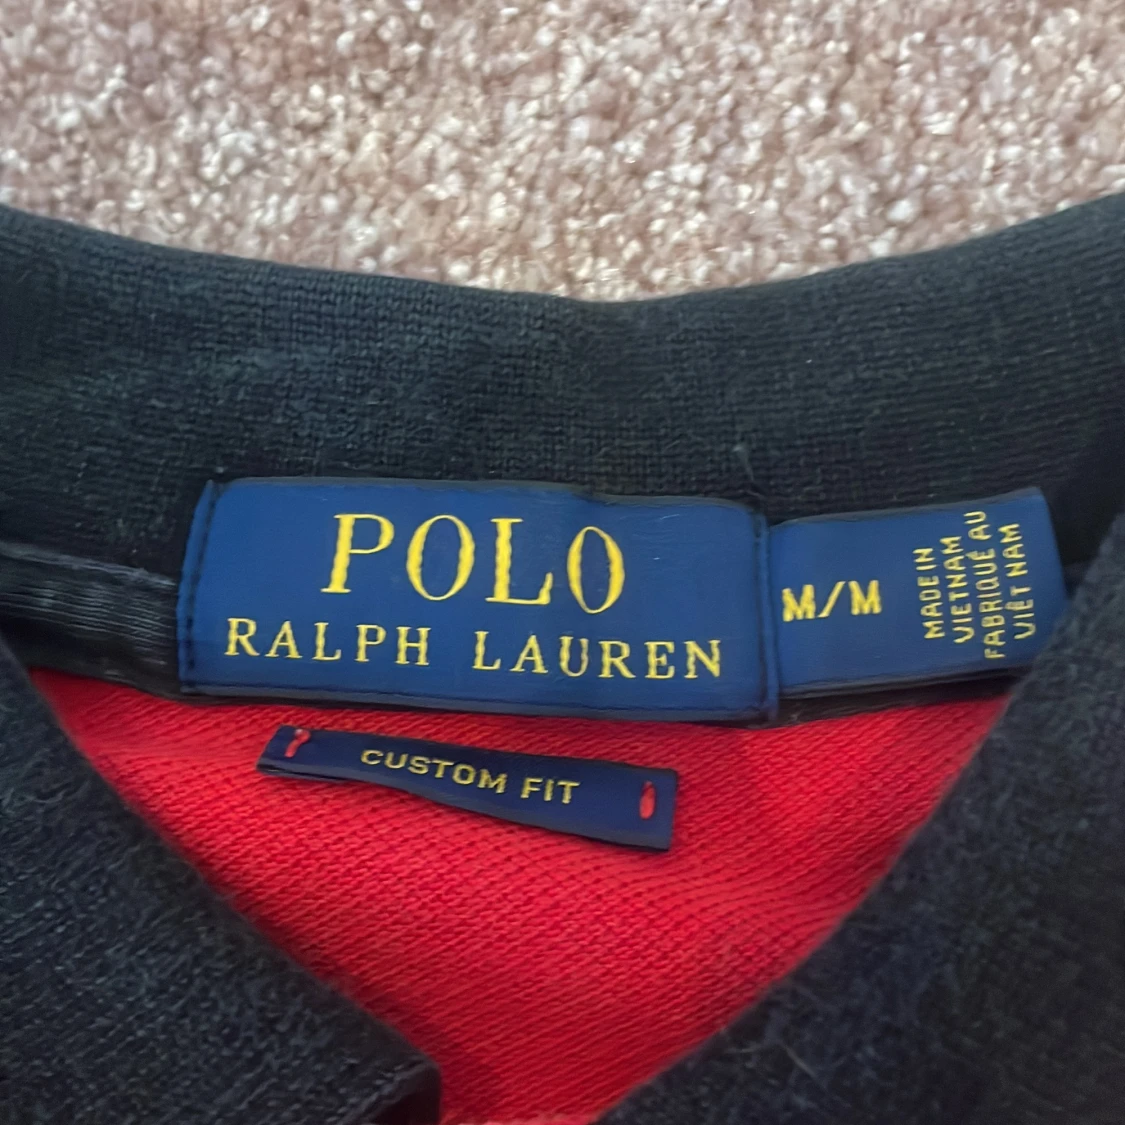 POLO
RALPH LAUREN
M/M
MADE IN
VIETNAM
FABRIQUÉ AU
VIÊT NAM
CUSTOM FIT